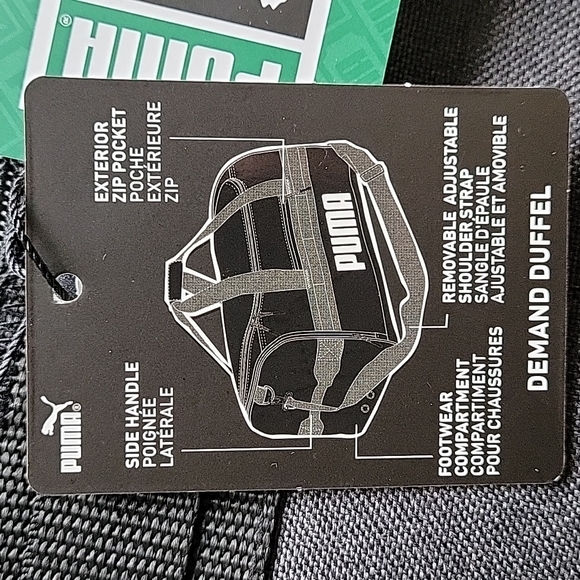 PUMA
PUMA®
EXTERIOR
ZIP POCKET
POCHE
EXTÉRIEURE
ZIP
SIDE HANDLE
POIGNÉE
LATÉRALE
PUMA
REMOVABLE ADJUSTABLE
SHOULDER STRAP
SANGLE D'ÉPAULE
AJUSTABLE ET AMOVIBLE
FOOTWEAR
COMPARTMENT
COMPARTIMENT
POUR CHAUSSURES
DEMAND DUFFEL